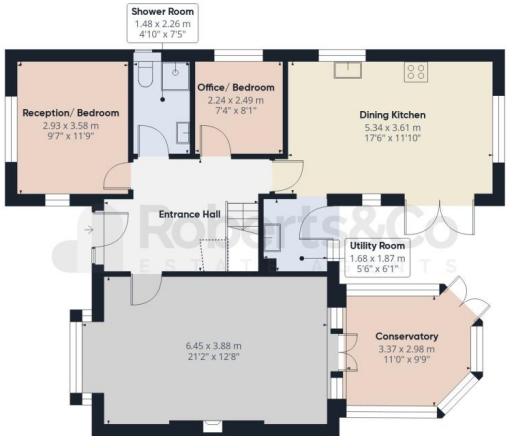 Shower Room
1.48 x 2.26 m
4'10" x 7'5"
Office/ Bedroom
2.24 x 2.49 m
7'4" x 8'1"
Reception/ Bedroom
2.93 x 3.58 m
9'7" x 11'9"
Dining Kitchen
5.34 x 3.61 m
17'6" x 11'10"
Entrance Hall
Roberts&Co
ESTATE AGENTS
Utility Room
1.68 x 1.87 m
5'6" x 6'1"
6.45 x 3.88 m
21'2" x 12'8"
Conservatory
3.37 x 2.98 m
11'0" x 9'9"